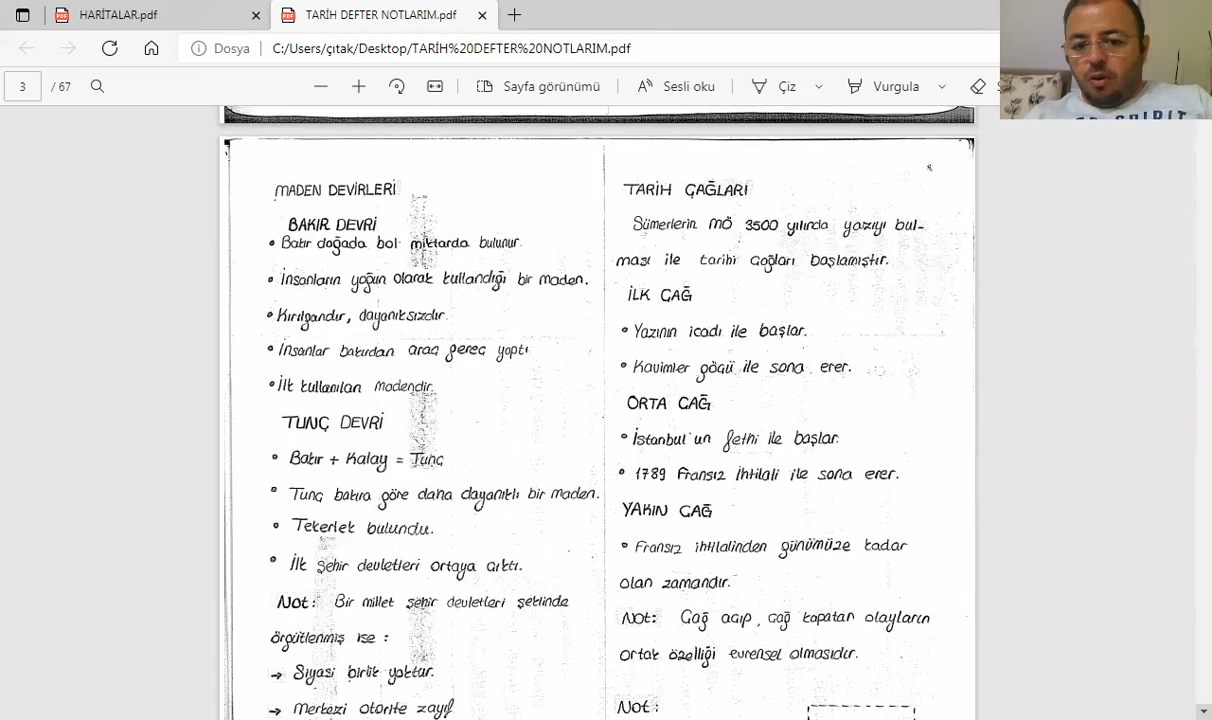 HARİTALAR.pdf
TARİH DEFTER NOTLARIM.pdf
Dosya
C:/Users/çıtak/Desktop/TARİH%20DEFTER%20NOTLARIM.pdf
3 / 67
Sayfa görünümü
Sesli oku
Çiz
Vurgula
MADEN DEVİRLERİ
BAKIR DEVRİ
• Bakır doğada bol miktarda bulunur.
• İnsanların yoğun olarak kullandığı bir maden.
• Kırılgandır, dayanıksızdır.
• İnsanlar bakırdan araç gereç yaptı
• İlk kullanılan madendir.
TUNÇ DEVRİ
• Bakır + Kalay = Tunç
• Tunç bakıra göre daha dayanıklı bir maden.
• Tekerlek bulundu.
• İlk şehir devletleri ortaya çıktı.
Not: Bir millet şehir devletleri şeklinde
örgütlenmiş ise :
→ Siyasi birlik yoktur.
→ Merkezi otorite zayıf
TARİH ÇAĞLARI
Sümerlerin MÖ 3500 yılında yazıyı bul-
ması ile tarihi çağları başlamıştır.
İLK ÇAĞ
• Yazının icadı ile başlar.
• Kavimler göçü ile sona erer.
ORTA ÇAĞ
• İstanbul'un fethi ile başlar.
• 1789 Fransız İhtilali ile sona erer.
YAKIN ÇAĞ
• Fransız ihtilalinden günümüze kadar
olan zamandır.
Not: Çağ açıp, çağ kapatan olayların
ortak özelliği evrensel olmasıdır.
Not: